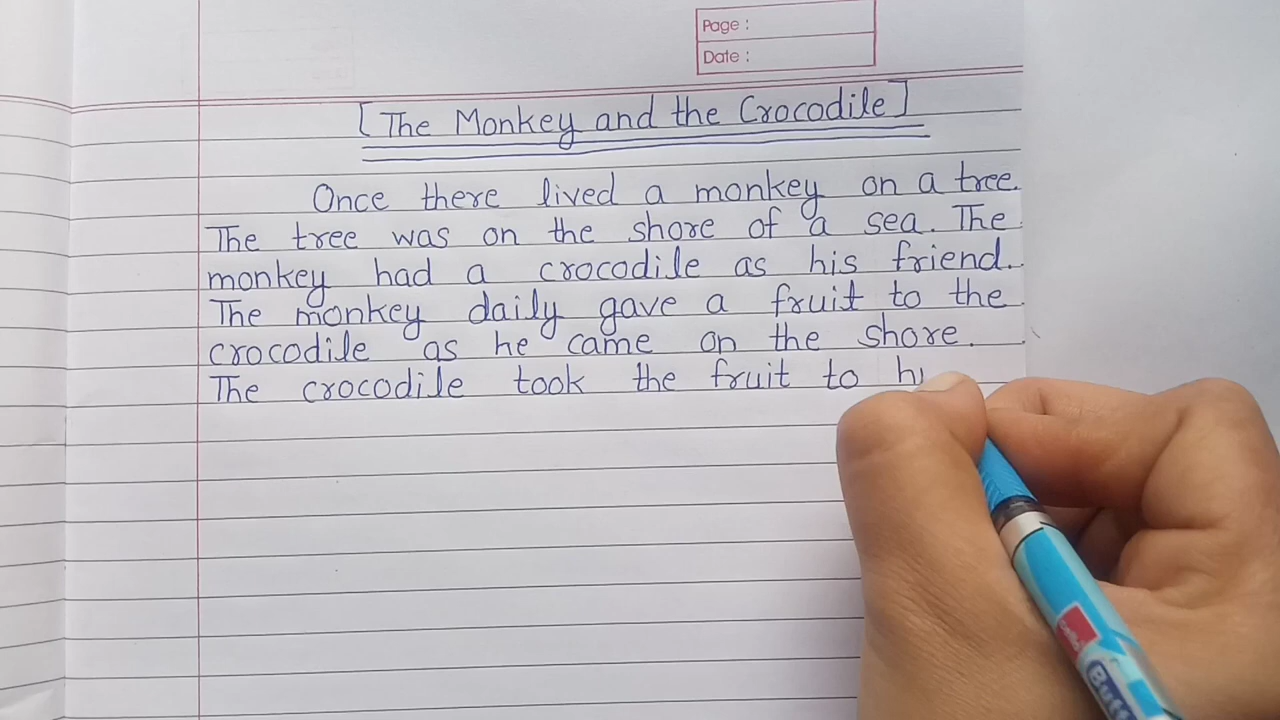 Page :
Date :
[The Monkey and the Crocodile]
Once there lived a monkey on a tree.
The tree was on the shore of a sea. The
monkey had a crocodile as his friend.
The monkey daily gave a fruit to the
crocodile as he came on the shore.
The crocodile took the fruit to
Cello